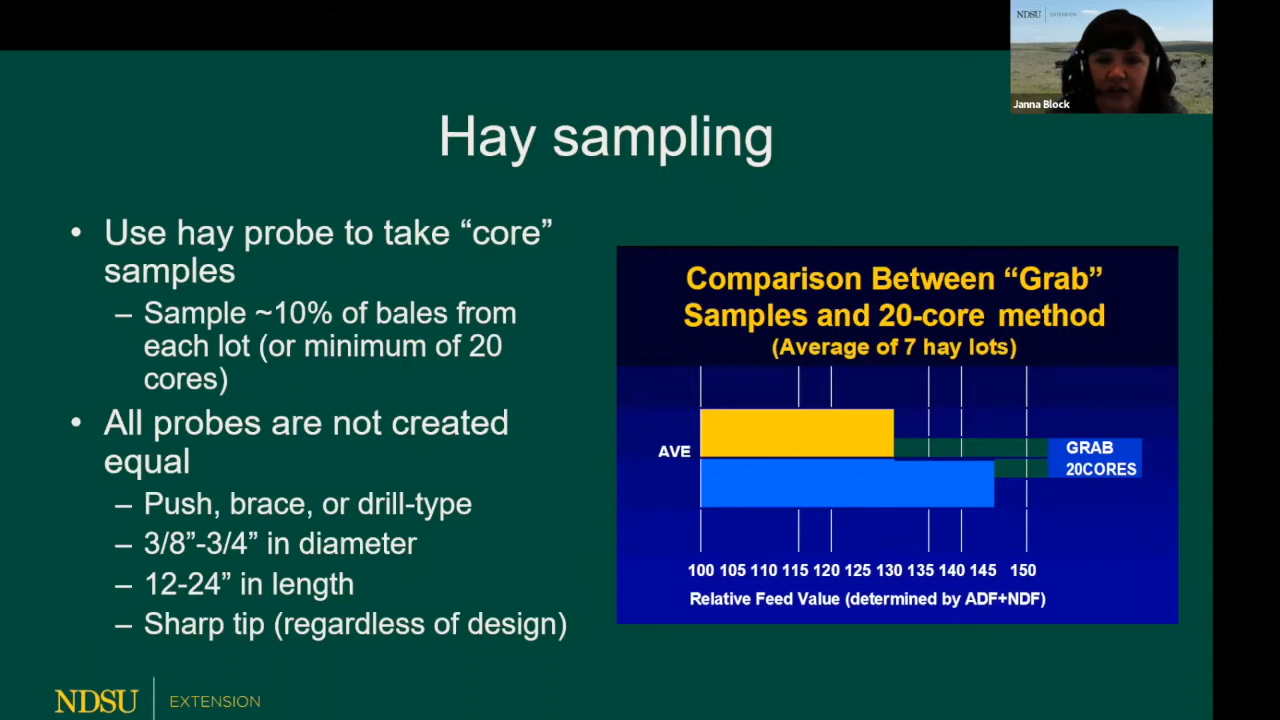 NDSU EXTENSION
Janna Block
Hay sampling
• Use hay probe to take “core”
samples
– Sample ~10% of bales from
each lot (or minimum of 20
cores)
• All probes are not created
equal
– Push, brace, or drill-type
– 3/8”-3/4” in diameter
– 12-24” in length
– Sharp tip (regardless of design)
Comparison Between “Grab”
Samples and 20-core method
(Average of 7 hay lots)
AVE
GRAB
20CORES
100 105 110 115 120 125 130 135 140 145 150
Relative Feed Value (determined by ADF+NDF)
NDSU EXTENSION